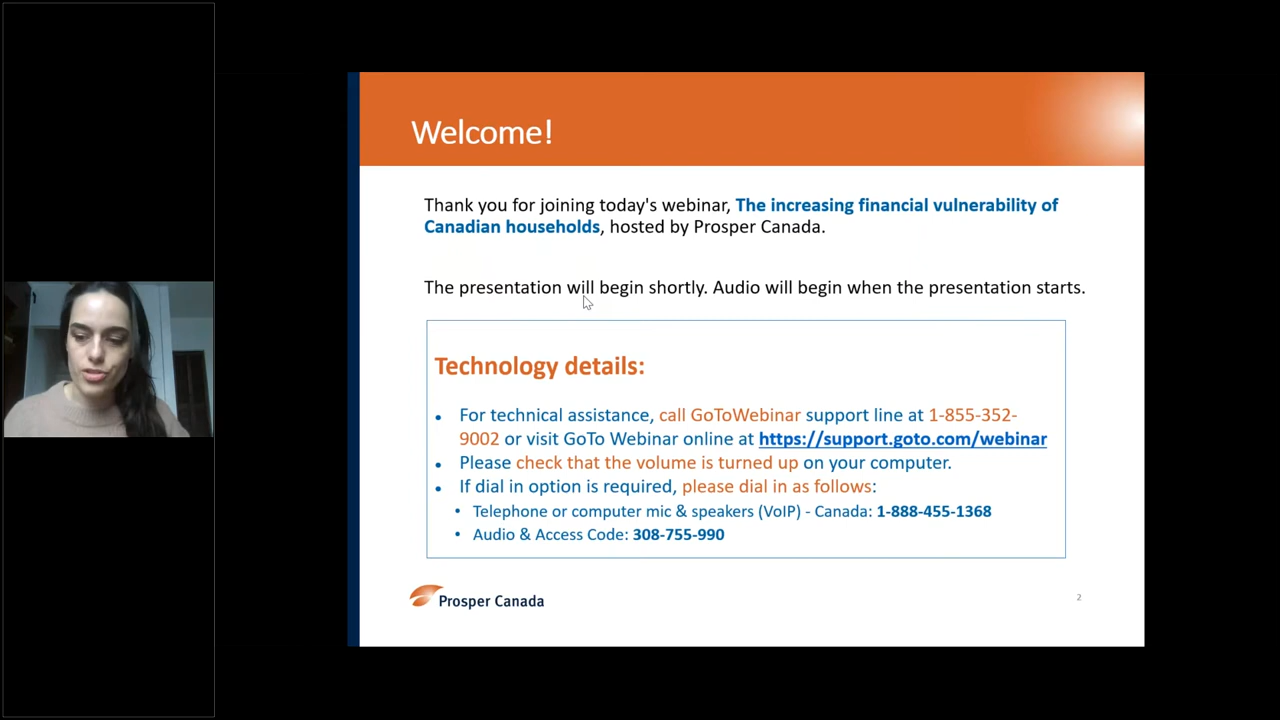 Welcome!
Thank you for joining today's webinar, The increasing financial vulnerability of
Canadian households, hosted by Prosper Canada.
The presentation will begin shortly. Audio will begin when the presentation starts.
Technology details:
• For technical assistance, call GoToWebinar support line at 1-855-352-
9002 or visit GoTo Webinar online at https://support.goto.com/webinar
• Please check that the volume is turned up on your computer.
• If dial in option is required, please dial in as follows:
• Telephone or computer mic & speakers (VoIP) - Canada: 1-888-455-1368
• Audio & Access Code: 308-755-990
Prosper Canada
2